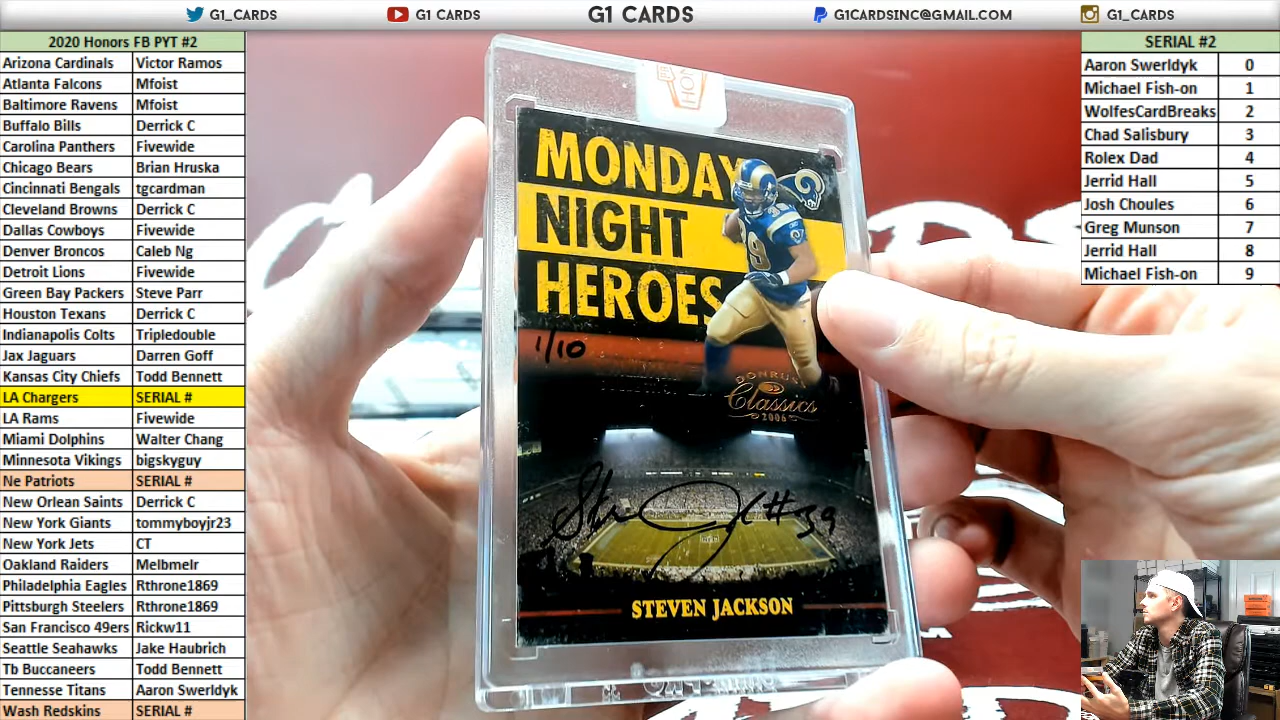 G1_CARDS
G1 CARDS
G1 CARDS
G1CARDSINC@GMAIL.COM
G1_CARDS
2020 Honors FB PYT #2
Arizona Cardinals Victor Ramos
Atlanta Falcons Mfoist
Baltimore Ravens Mfoist
Buffalo Bills Derrick C
Carolina Panthers Fivewide
Chicago Bears Brian Hruska
Cincinnati Bengals tgcardman
Cleveland Browns Derrick C
Dallas Cowboys Fivewide
Denver Broncos Caleb Ng
Detroit Lions Fivewide
Green Bay Packers Steve Parr
Houston Texans Derrick C
Indianapolis Colts Tripledouble
Jax Jaguars Darren Goff
Kansas City Chiefs Todd Bennett
LA Chargers SERIAL #
LA Rams Fivewide
Miami Dolphins Walter Chang
Minnesota Vikings bigskyguy
Ne Patriots SERIAL #
New Orlean Saints Derrick C
New York Giants tommyboyjr23
New York Jets CT
Oakland Raiders Melbmelr
Philadelphia Eagles Rthrone1869
Pittsburgh Steelers Rthrone1869
San Francisco 49ers Rickw11
Seattle Seahawks Jake Haubrich
Tb Buccaneers Todd Bennett
Tennesse Titans Aaron Swerldyk
Wash Redskins SERIAL #
MONDAY
NIGHT
HEROES
1/10
39
DONRUSS
Classics
2006
#39
STEVEN JACKSON
SERIAL #2
Aaron Swerldyk 0
Michael Fish-on 1
WolfesCardBreaks 2
Chad Salisbury 3
Rolex Dad 4
Jerrid Hall 5
Josh Choules 6
Greg Munson 7
Jerrid Hall 8
Michael Fish-on 9